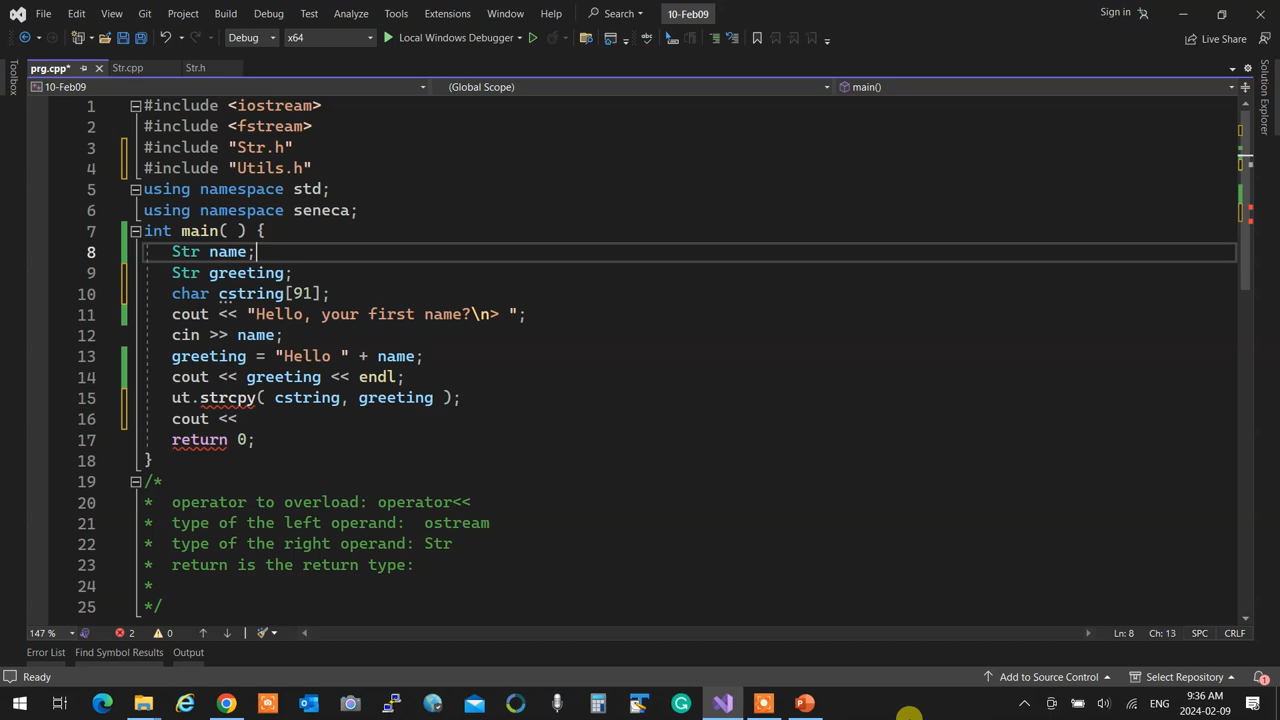 File Edit View Git Project Build Debug Test Analyze Tools Extensions Window Help Search 10-Feb09 Sign in
Debug x64 Local Windows Debugger Live Share
prg.cpp* Str.cpp Str.h
10-Feb09 (Global Scope) main()
Toolbox
Solution Explorer
1 #include <iostream>
2 #include <fstream>
3 #include "Str.h"
4 #include "Utils.h"
5 using namespace std;
6 using namespace seneca;
7 int main( ) {
8 Str name;
9 Str greeting;
10 char cstring[91];
11 cout << "Hello, your first name?\n> ";
12 cin >> name;
13 greeting = "Hello " + name;
14 cout << greeting << endl;
15 ut.strcpy( cstring, greeting );
16 cout <<
17 return 0;
18 }
19 /*
20 * operator to overload: operator<<
21 * type of the left operand: ostream
22 * type of the right operand: Str
23 * return is the return type:
24 *
25 */
147 % 2 0 Ln: 8 Ch: 13 SPC CRLF
Error List Find Symbol Results Output
Ready Add to Source Control Select Repository 1
ENG 9:36 AM
2024-02-09